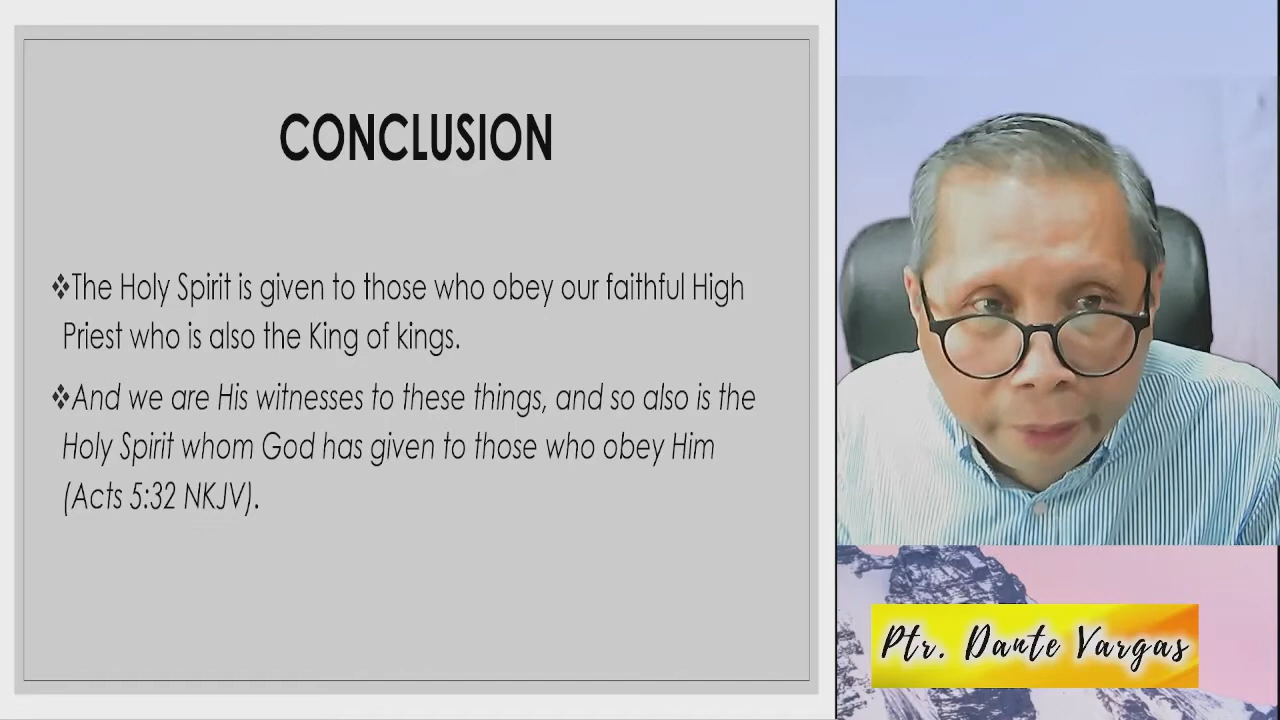 CONCLUSION
❖The Holy Spirit is given to those who obey our faithful High
Priest who is also the King of kings.
❖And we are His witnesses to these things, and so also is the
Holy Spirit whom God has given to those who obey Him
(Acts 5:32 NKJV).
Ptr. Dante Vargas